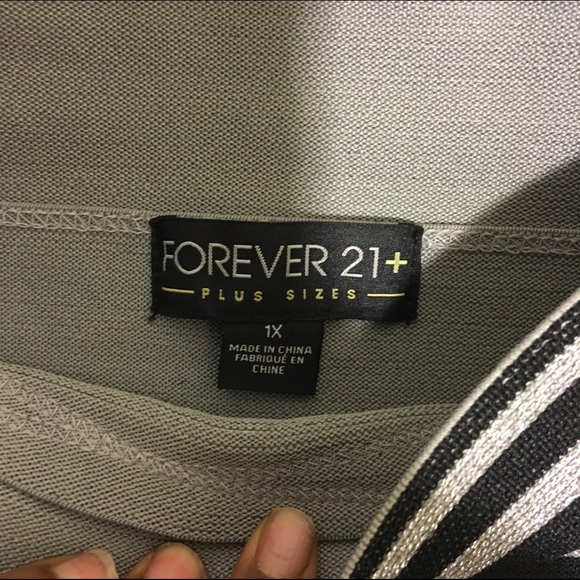 FOREVER 21+
PLUS SIZES
1X
MADE IN CHINA
FABRIQUÉ EN
CHINE